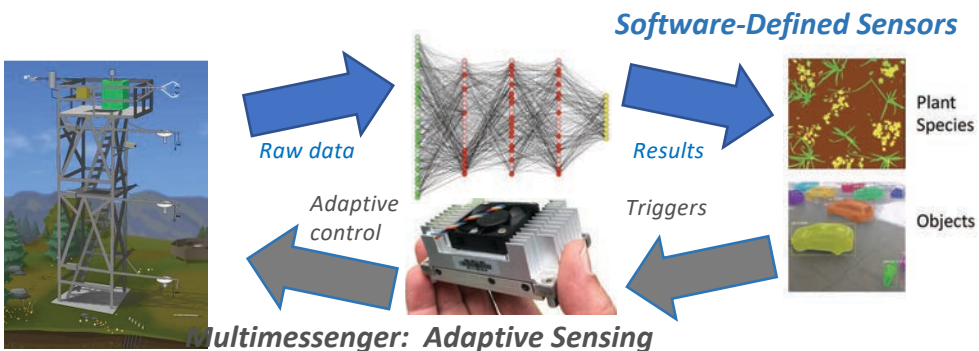 Software-Defined Sensors
Raw data
Results
Plant
Species
Objects
Adaptive
control
Triggers
Multimessenger: Adaptive Sensing